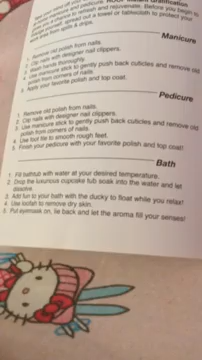 Manicure
1. Remove old polish from nails.
2. Clip nails with designer nail clippers.
3. Wash hands thoroughly.
4. Use manicure stick to gently push back cuticles and remove old
polish from corners of nails.
5. Apply your favorite polish and top coat.
Pedicure
1. Remove old polish from nails.
2. Clip nails with designer nail clippers.
3. Use manicure stick to gently push back cuticles and remove old
polish from corners of nails.
4. Use foot file to smooth rough feet.
5. Finish your pedicure with your favorite polish and top coat!
Bath
1. Fill bathtub with water at your desired temperature.
2. Drop the luxurious cupcake tub soak into the water and let
dissolve.
3. Add fun to your bath with the ducky to float while you relax!
4. Use loofah to remove dry skin.
5. Put eyemask on, lie back and let the aroma fill your senses!